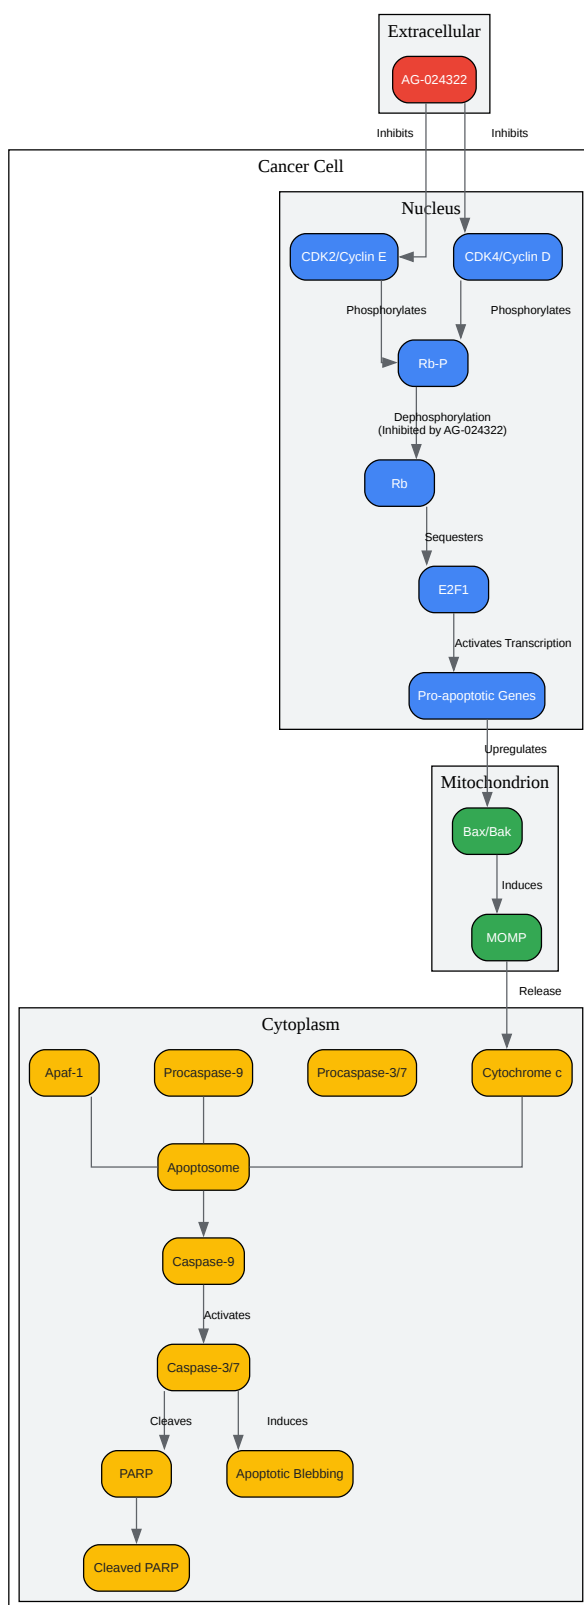 Extracellular
AG-024322
Inhibits
Inhibits
Cancer Cell
Nucleus
CDK2/Cyclin E
CDK4/Cyclin D
Phosphorylates
Phosphorylates
Rb-P
Dephosphorylation
(Inhibited by AG-024322)
Rb
Sequesters
E2F1
Activates Transcription
Pro-apoptotic Genes
Upregulates
Mitochondrion
Bax/Bak
Induces
MOMP
Release
Cytoplasm
Apaf-1
Procaspase-9
Procaspase-3/7
Cytochrome c
Apoptosome
Caspase-9
Activates
Caspase-3/7
Cleaves
Induces
PARP
Apoptotic Blebbing
Cleaved PARP